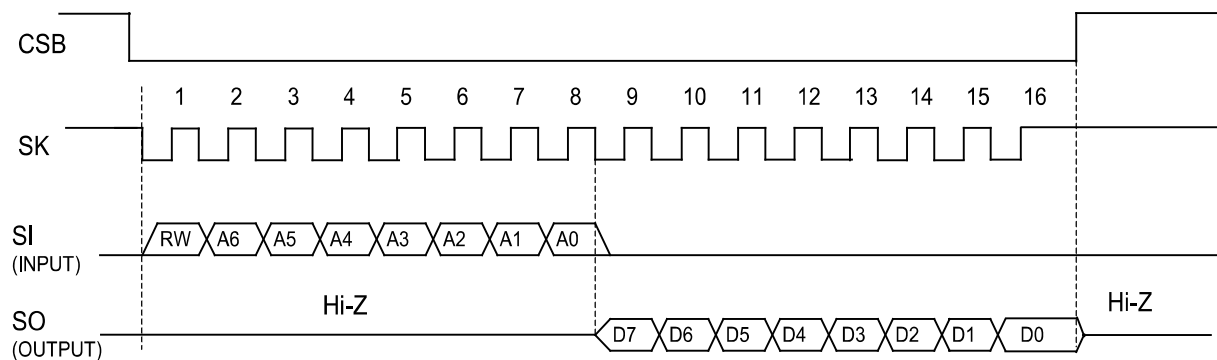 CSB
1 2 3 4 5 6 7 8 9 10 11 12 13 14 15 16
SK
SI
(INPUT)
RW A6 A5 A4 A3 A2 A1 A0
Hi-Z
Hi-Z
SO
(OUTPUT)
D7 D6 D5 D4 D3 D2 D1 D0